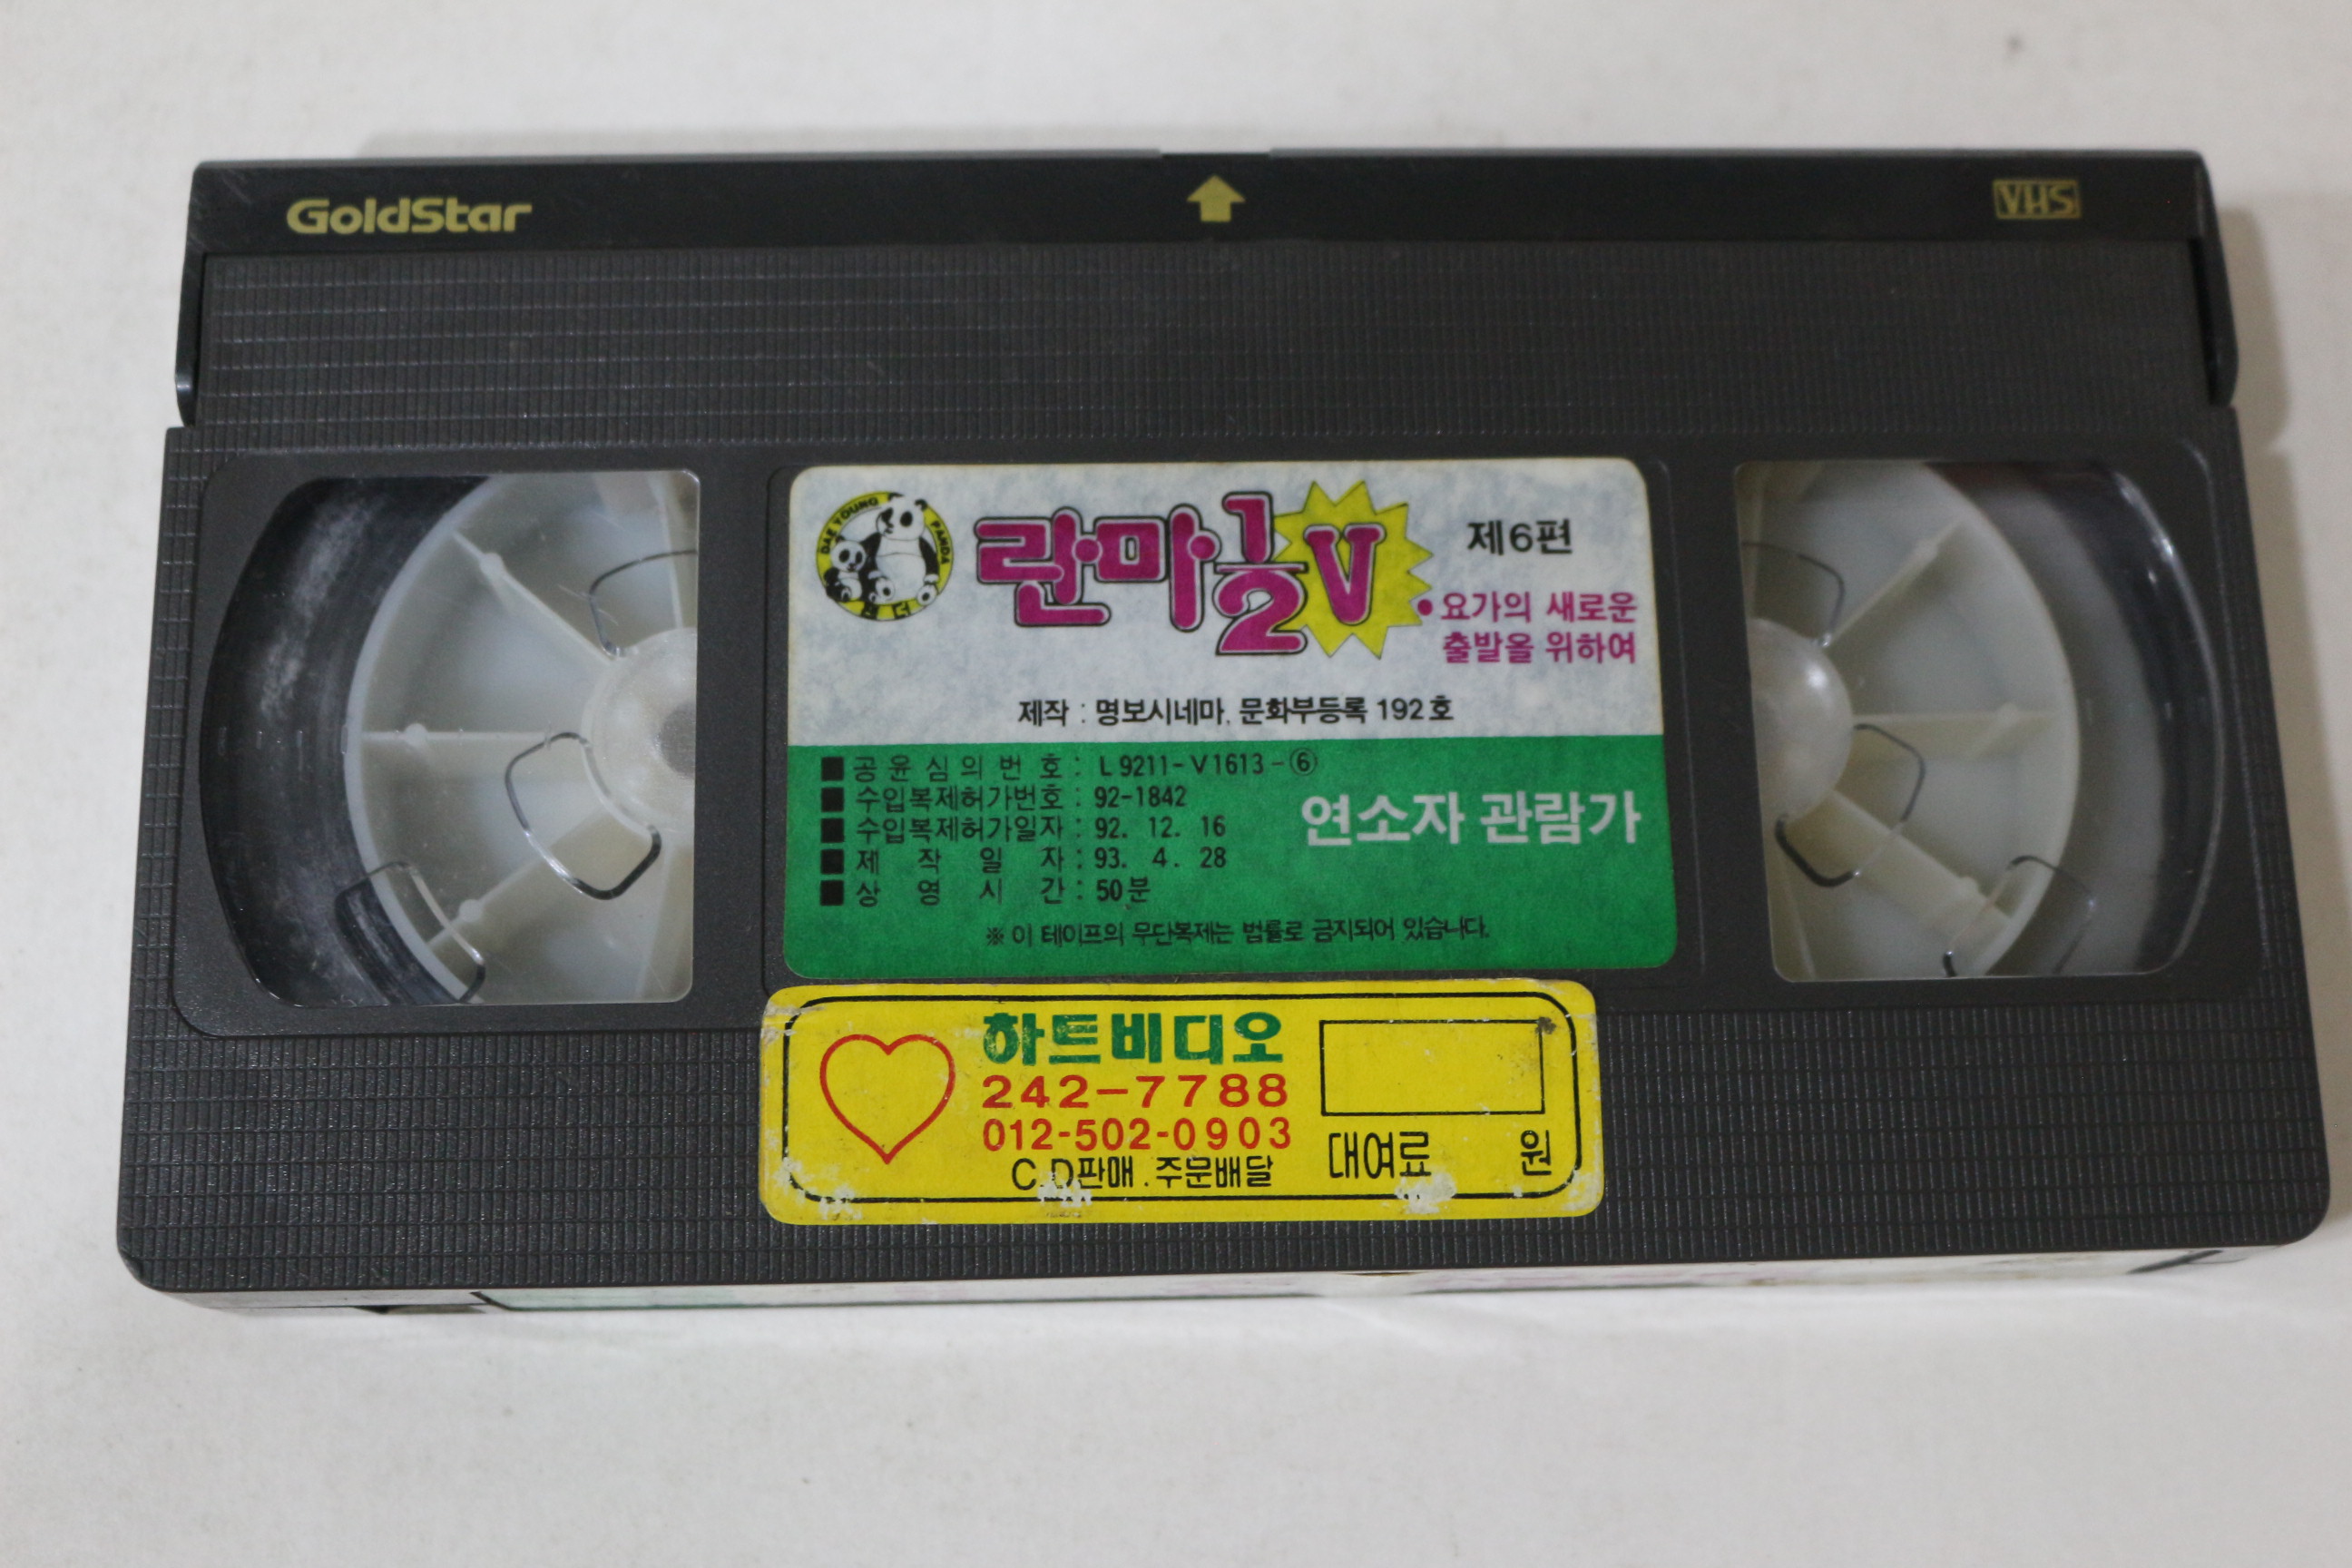 GoldStar
VHS
DAE YOUNG PANDA
란마글2V
제6편
•요가의 새로운
출발을 위하여
제작 : 명보시네마, 문화부등록 192호
■ 공윤심의번호 : L9211-V1613-⑥
■ 수입복제허가번호 : 92-1842
■ 수입복제허가일자 : 92. 12. 16
■ 제작일자 : 93. 4. 28
■ 상영시간 : 50분
연소자 관람가
※ 이 테이프의 무단복제는 법률로 금지되어 있습니다.
하트비디오
242-7788
012-502-0903
C.D판매.주문배달
대여료 원